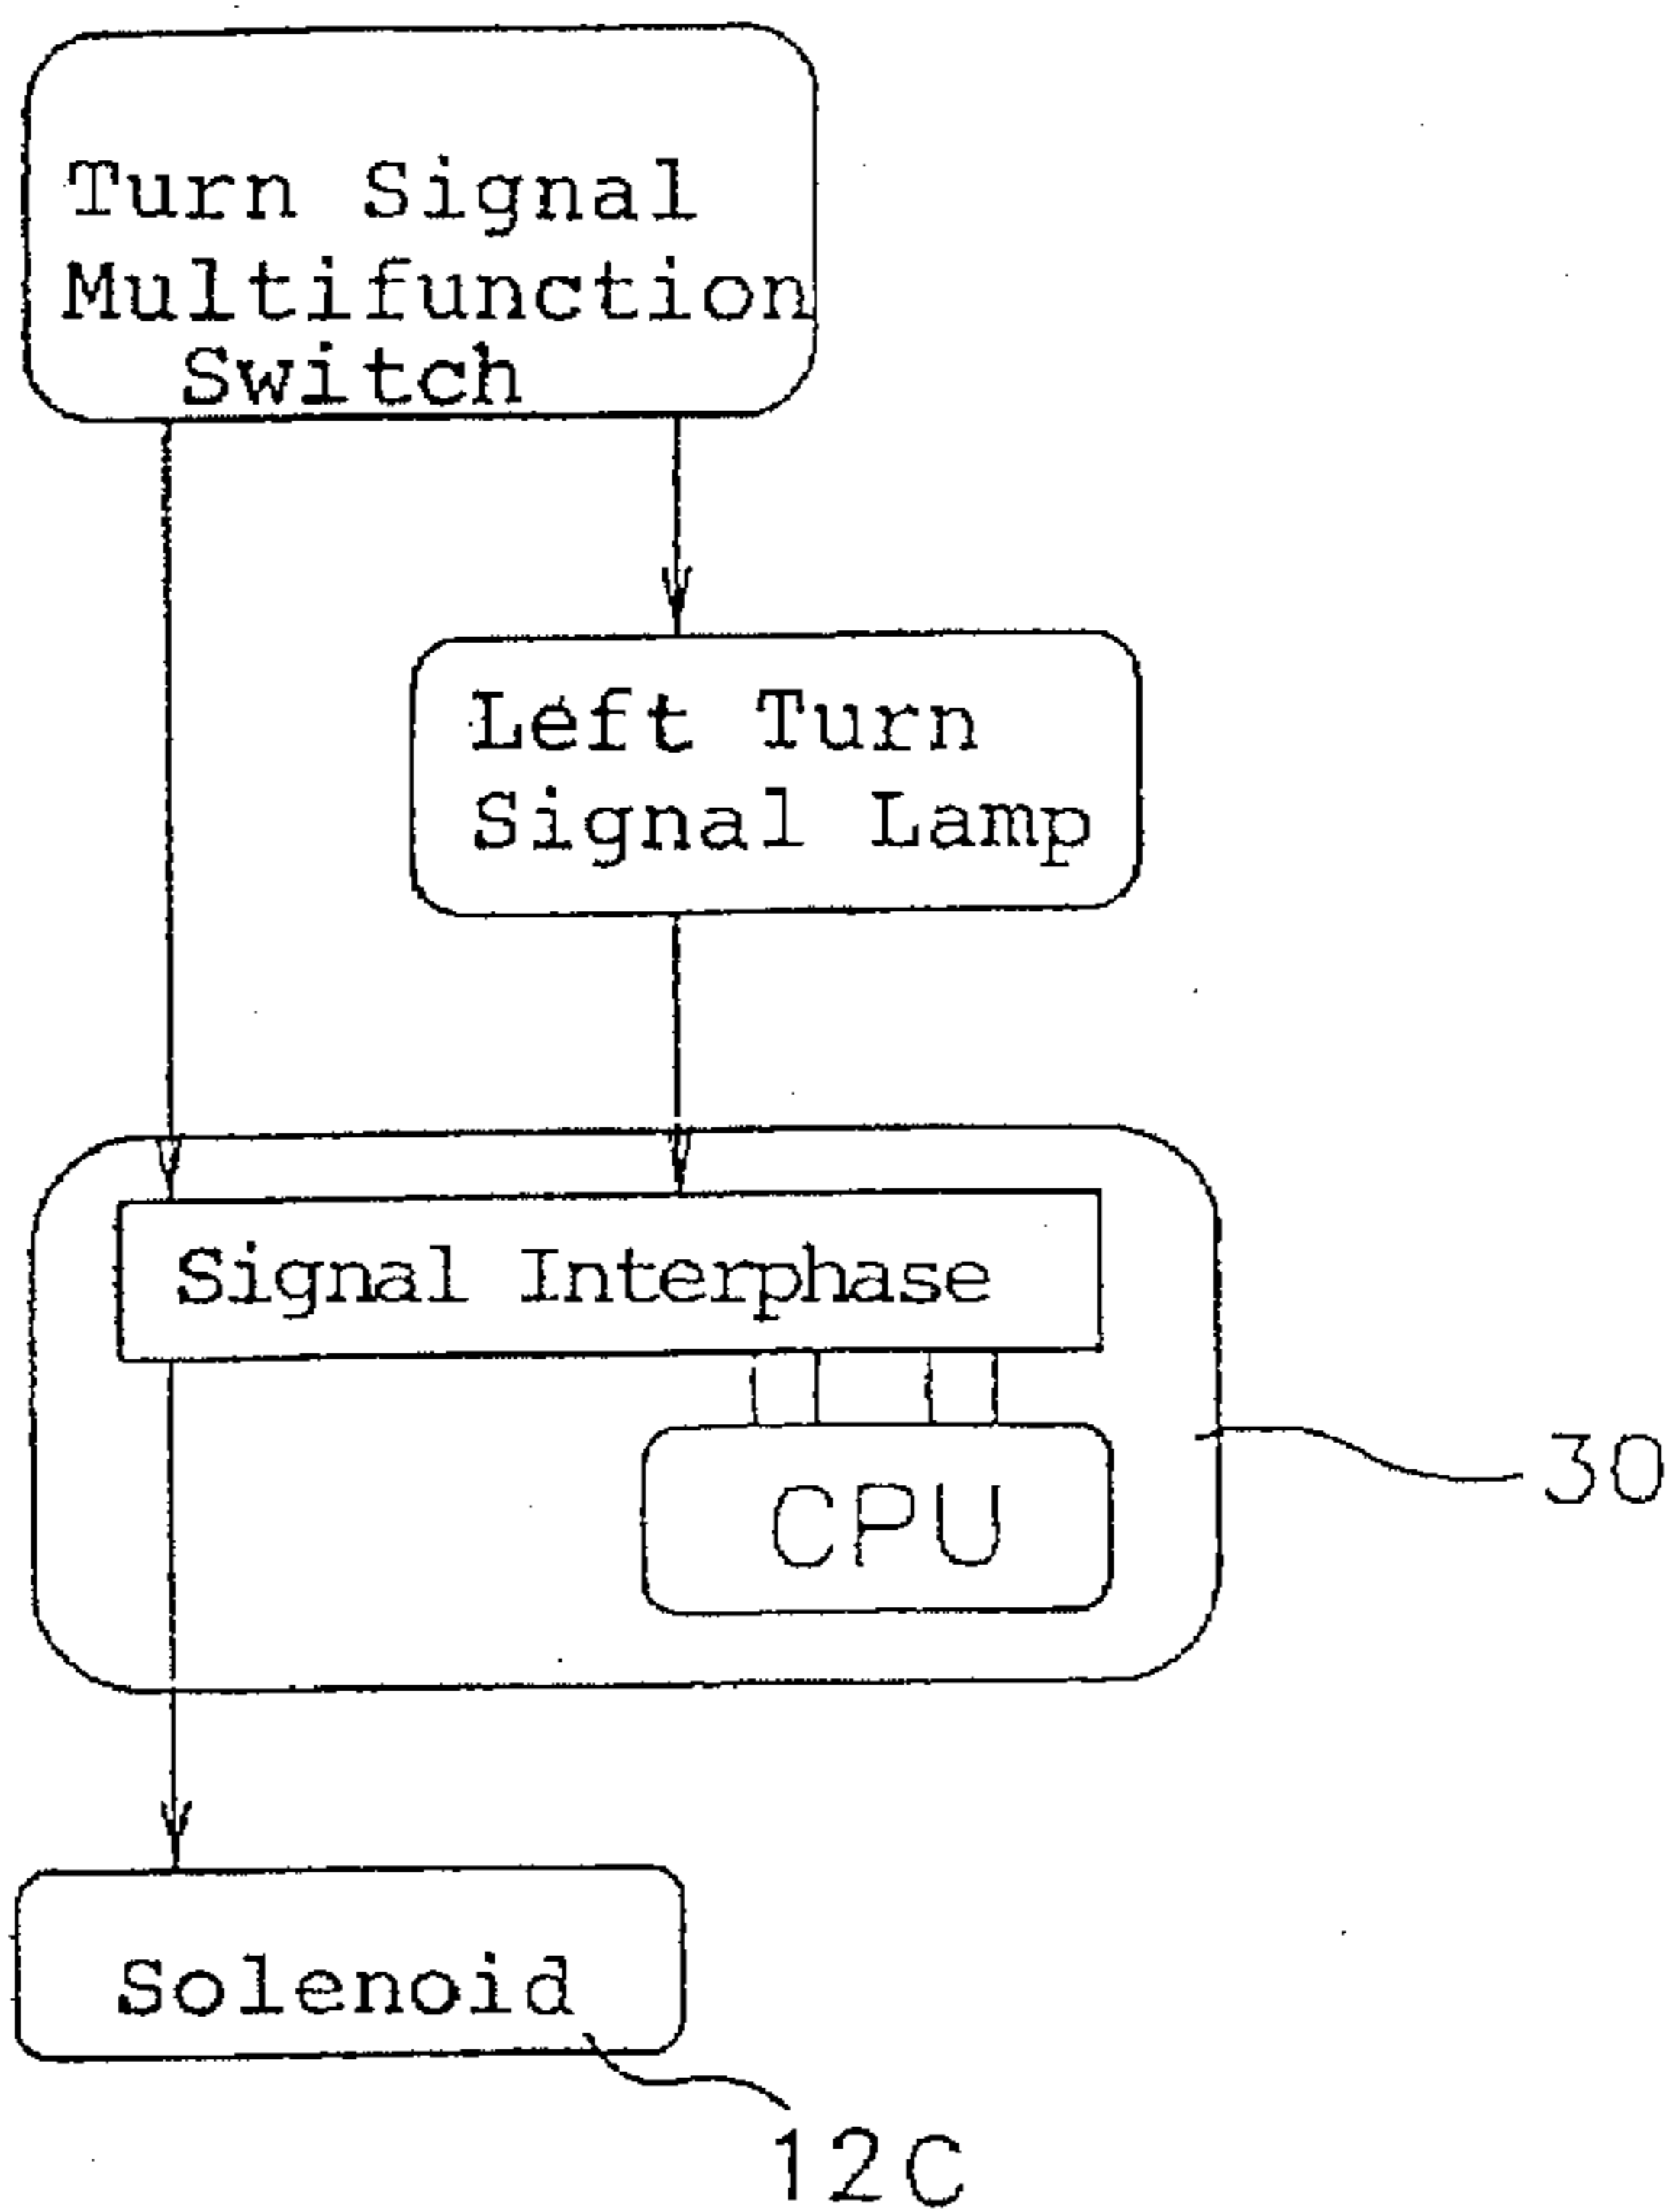 Turn Signal
Multifunction
Switch
Left Turn
Signal Lamp
Signal Interphase
CPU
30
Solenoid
12C